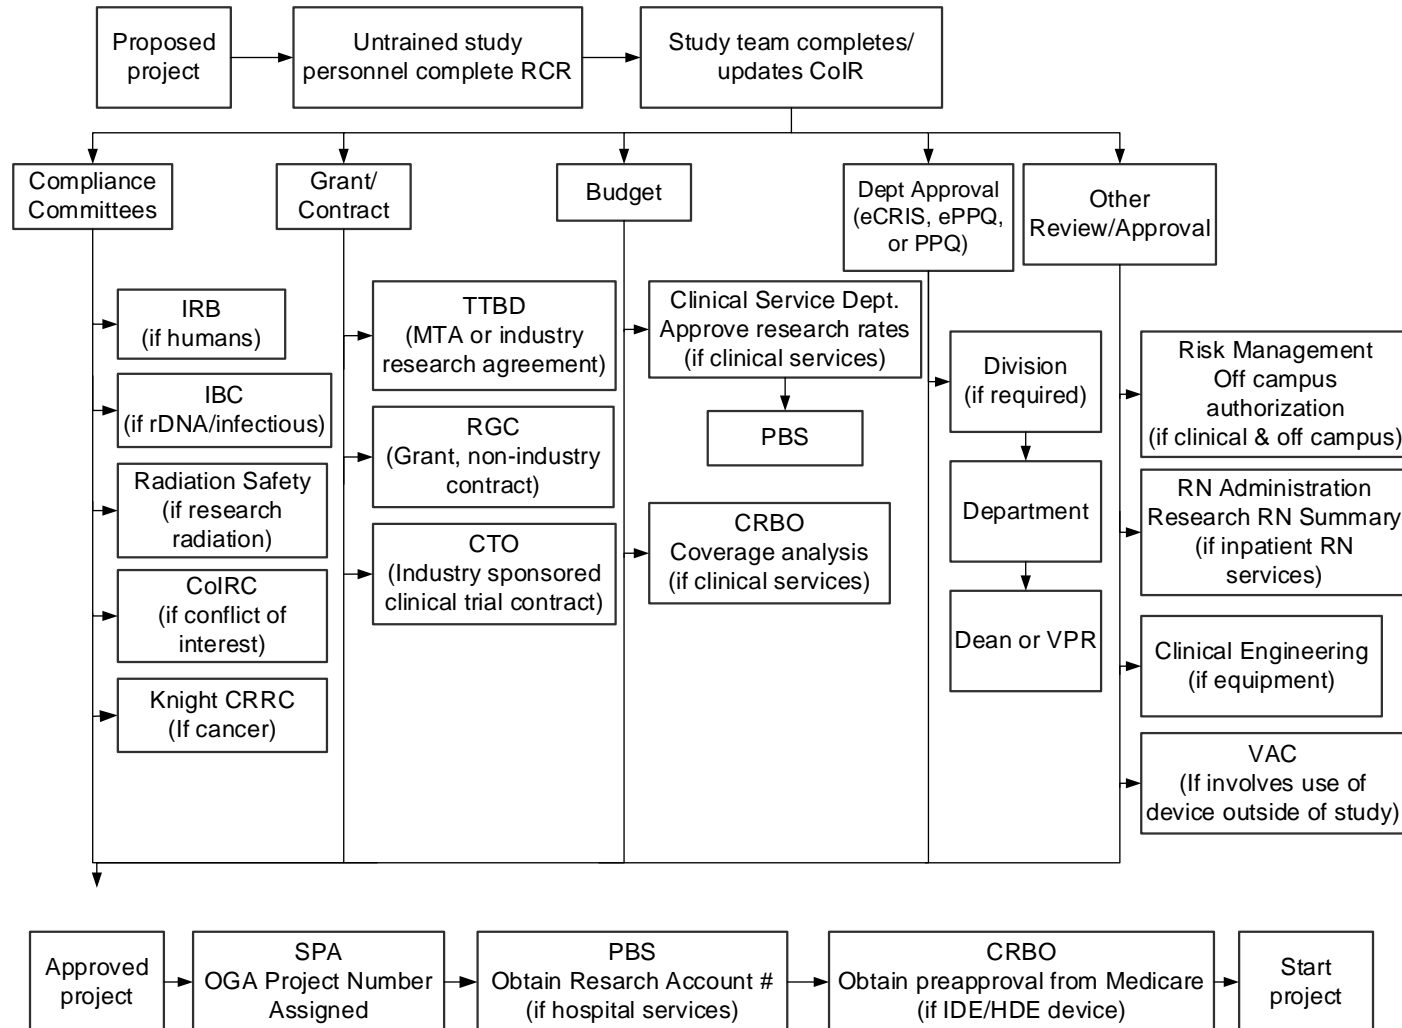 Proposed
project
Untrained study
personnel complete RCR
Study team completes/
updates CoIR
Compliance
Committees
Grant/
Contract
Budget
Dept Approval
(eCRIS, ePPQ,
or PPQ)
Other
Review/Approval
IRB
(if humans)
IBC
(if rDNA/infectious)
Radiation Safety
(if research
radiation)
CoIRC
(if conflict of
interest)
Knight CRRC
(If cancer)
TTBD
(MTA or industry
research agreement)
RGC
(Grant, non-industry
contract)
CTO
(Industry sponsored
clinical trial contract)
Clinical Service Dept.
Approve research rates
(if clinical services)
PBS
CRBO
Coverage analysis
(if clinical services)
Division
(if required)
Department
Dean or VPR
Risk Management
Off campus
authorization
(if clinical & off campus)
RN Administration
Research RN Summary
(if inpatient RN
services)
Clinical Engineering
(if equipment)
VAC
(If involves use of
device outside of study)
Approved
project
SPA
OGA Project Number
Assigned
PBS
Obtain Resarch Account #
(if hospital services)
CRBO
Obtain preapproval from Medicare
(if IDE/HDE device)
Start
project